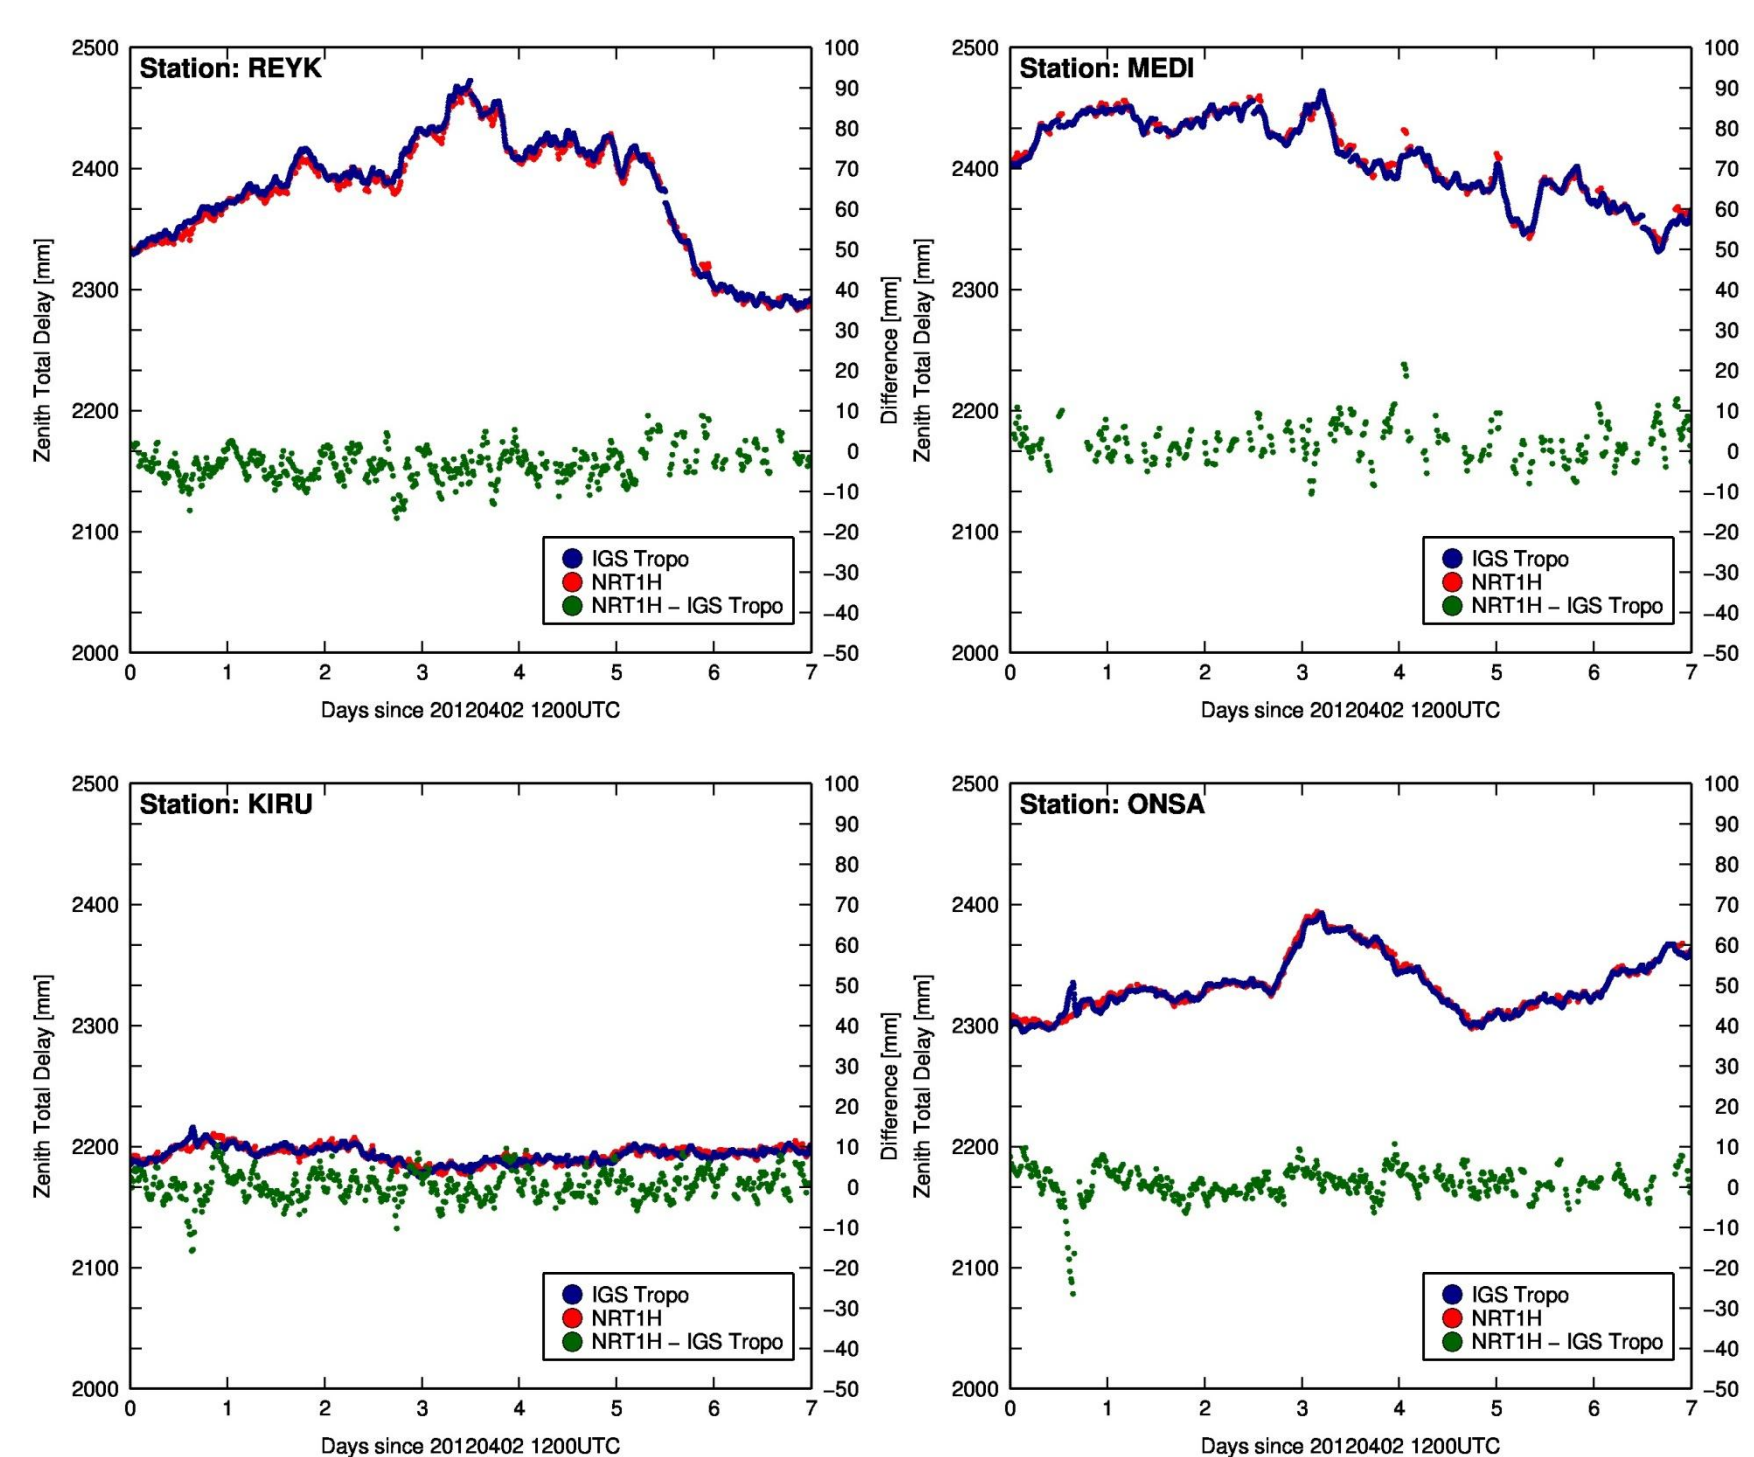 Station: REYK
2500
2400
2300
2200
2100
2000
Zenith Total Delay [mm]
100
90
80
70
60
50
40
30
20
10
0
−10
−20
−30
−40
−50
Difference [mm]
IGS Tropo
NRT1H
NRT1H − IGS Tropo
0 1 2 3 4 5 6 7
Days since 20120402 1200UTC
Station: MEDI
2500
2400
2300
2200
2100
2000
Zenith Total Delay [mm]
100
90
80
70
60
50
40
30
20
10
0
−10
−20
−30
−40
−50
IGS Tropo
NRT1H
NRT1H − IGS Tropo
0 1 2 3 4 5 6 7
Days since 20120402 1200UTC
Station: KIRU
2500
2400
2300
2200
2100
2000
Zenith Total Delay [mm]
100
90
80
70
60
50
40
30
20
10
0
−10
−20
−30
−40
−50
Difference [mm]
IGS Tropo
NRT1H
NRT1H − IGS Tropo
0 1 2 3 4 5 6 7
Days since 20120402 1200UTC
Station: ONSA
2500
2400
2300
2200
2100
2000
Zenith Total Delay [mm]
100
90
80
70
60
50
40
30
20
10
0
−10
−20
−30
−40
−50
IGS Tropo
NRT1H
NRT1H − IGS Tropo
0 1 2 3 4 5 6 7
Days since 20120402 1200UTC